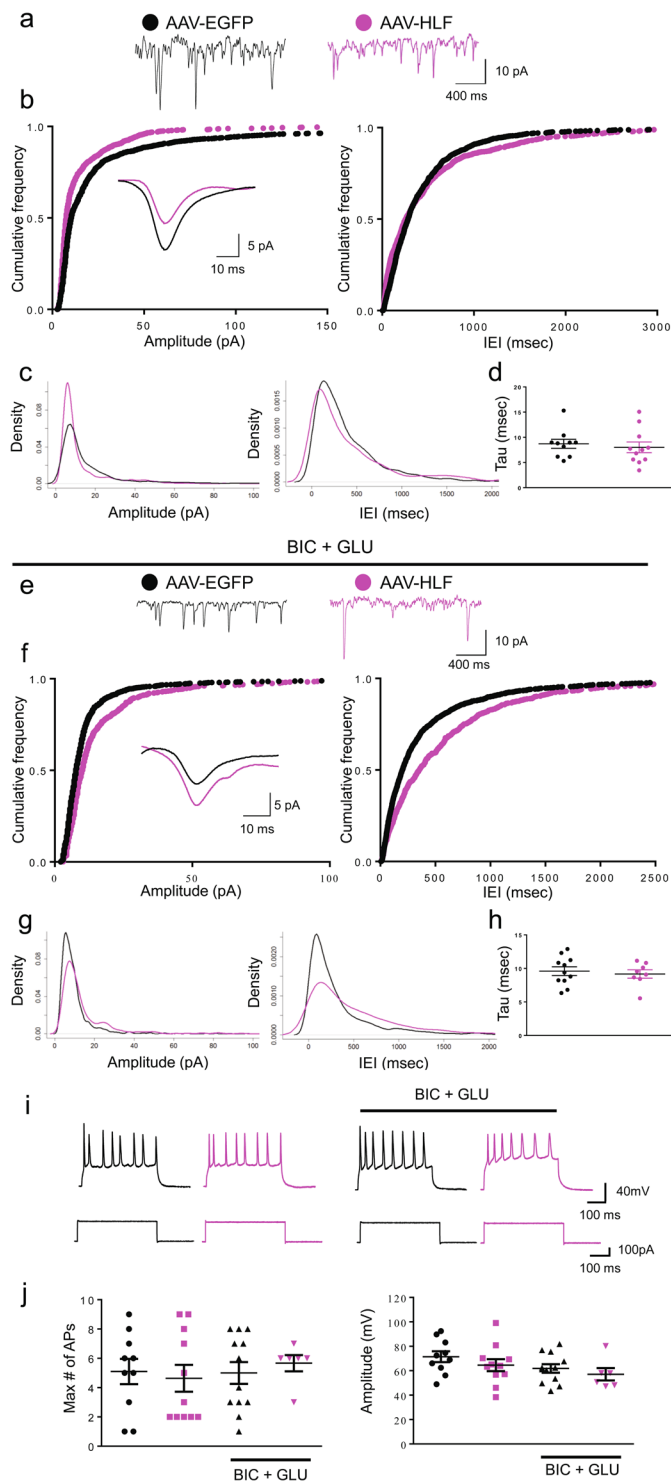 a
AAV-EGFP
AAV-HLF
10 pA
400 ms
b
Cumulative frequency
1.0
0.5
0.0
0
50
100
150
Amplitude (pA)
5 pA
10 ms
Cumulative frequency
1.0
0.5
0.0
0
1000
2000
3000
IEI (msec)
c
Density
0.00
0.04
0.08
0
20
40
60
80
100
Amplitude (pA)
Density
0.0000
0.0005
0.0010
0.0015
0
500
1000
1500
2000
IEI (msec)
d
Tau (msec)
20
15
10
5
0
BIC + GLU
e
AAV-EGFP
AAV-HLF
10 pA
400 ms
f
Cumulative frequency
1.0
0.5
0.0
0
50
100
Amplitude (pA)
5 pA
10 ms
Cumulative frequency
1.0
0.5
0.0
0
500
1000
1500
2000
2500
IEI (msec)
g
Density
0.00
0.04
0.08
0
20
40
60
80
100
Amplitude (pA)
Density
0.0000
0.0010
0.0020
0
500
1000
1500
2000
IEI (msec)
h
Tau (msec)
15
10
5
0
i
BIC + GLU
40mV
100 ms
100pA
100 ms
j
Max # of APs
10
8
6
4
2
0
BIC + GLU
Amplitude (mV)
120
100
80
60
40
20
0
BIC + GLU